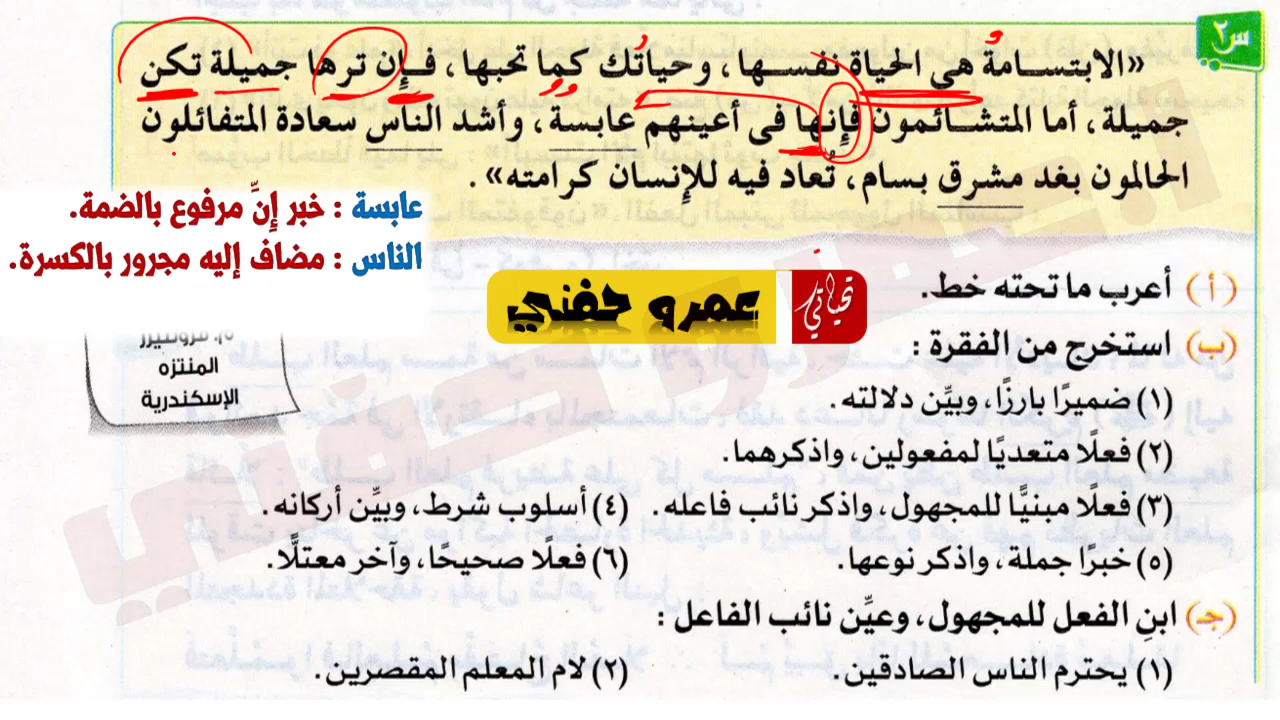 س٢
«الابتسامةُ هي الحياة نفسها، وحياتُك كما تحبها، فإن ترها جميلة تكن
جميلة، أما المتشائمون فإنها فى أعينهم عابسة، وأشد الناس سعادة المتفائلون
الحالمون بغد مشرق بسام، تُعاد فيه للإنسان كرامته».
عابسة : خبر إنِّ مرفوع بالضمة.
الناس : مضاف إليه مجرور بالكسرة.
تحياتي
عمرو حفني
المنتزه
الإسكندرية
(أ) أعرب ما تحته خط.
(ب) استخرج من الفقرة :
(١) ضميرًا بارزًا، وبيِّن دلالته.
(٢) فعلًا متعديًا لمفعولين، واذكرهما.
(٣) فعلًا مبنيًّا للمجهول، واذكر نائب فاعله. (٤) أسلوب شرط، وبيِّن أركانه.
(٥) خبرًا جملة، واذكر نوعها. (٦) فعلًا صحيحًا، وآخر معتلًّا.
(جـ) ابنِ الفعل للمجهول، وعيِّن نائب الفاعل :
(١) يحترم الناس الصادقين. (٢) لام المعلم المقصرين.